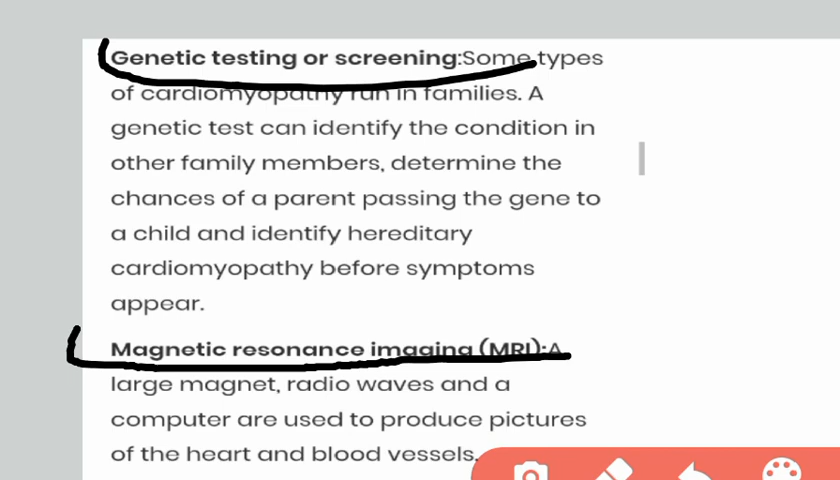 Genetic testing or screening:Some types
of cardiomyopathy run in families. A
genetic test can identify the condition in
other family members, determine the
chances of a parent passing the gene to
a child and identify hereditary
cardiomyopathy before symptoms
appear.
Magnetic resonance imaging (MRI):A
large magnet, radio waves and a
computer are used to produce pictures
of the heart and blood vessels.